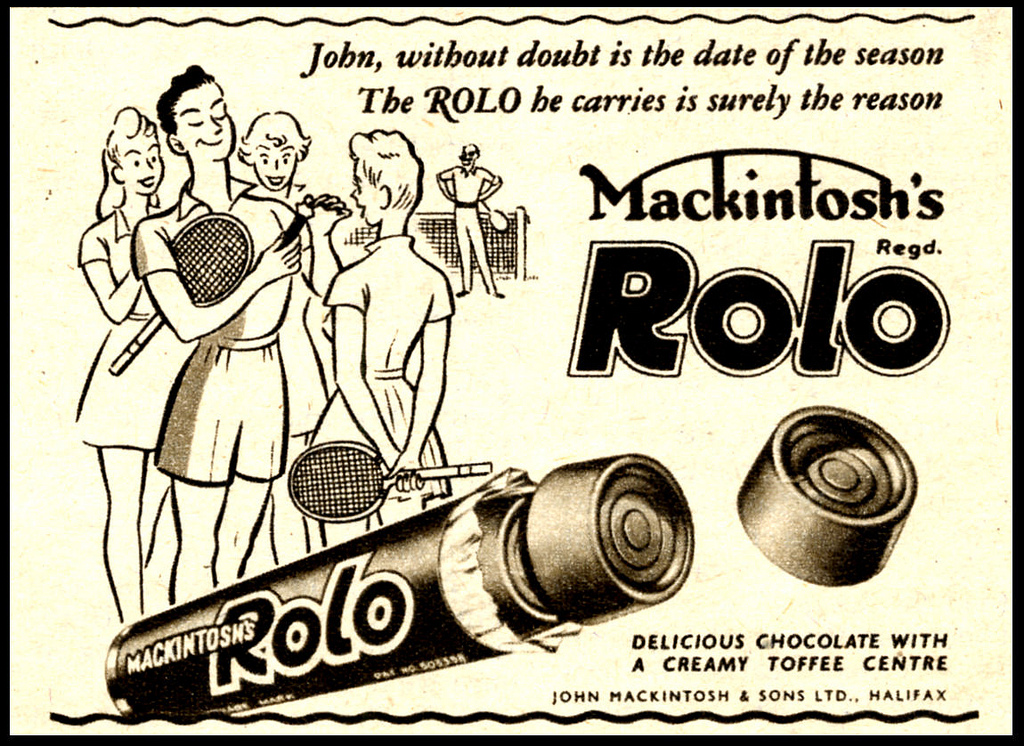 John, without doubt is the date of the season
The ROLO he carries is surely the reason
Mackintosh's
Regd.
Rolo
MACKINTOSH'S
Rolo
DELICIOUS CHOCOLATE WITH
A CREAMY TOFFEE CENTRE
JOHN MACKINTOSH & SONS LTD., HALIFAX